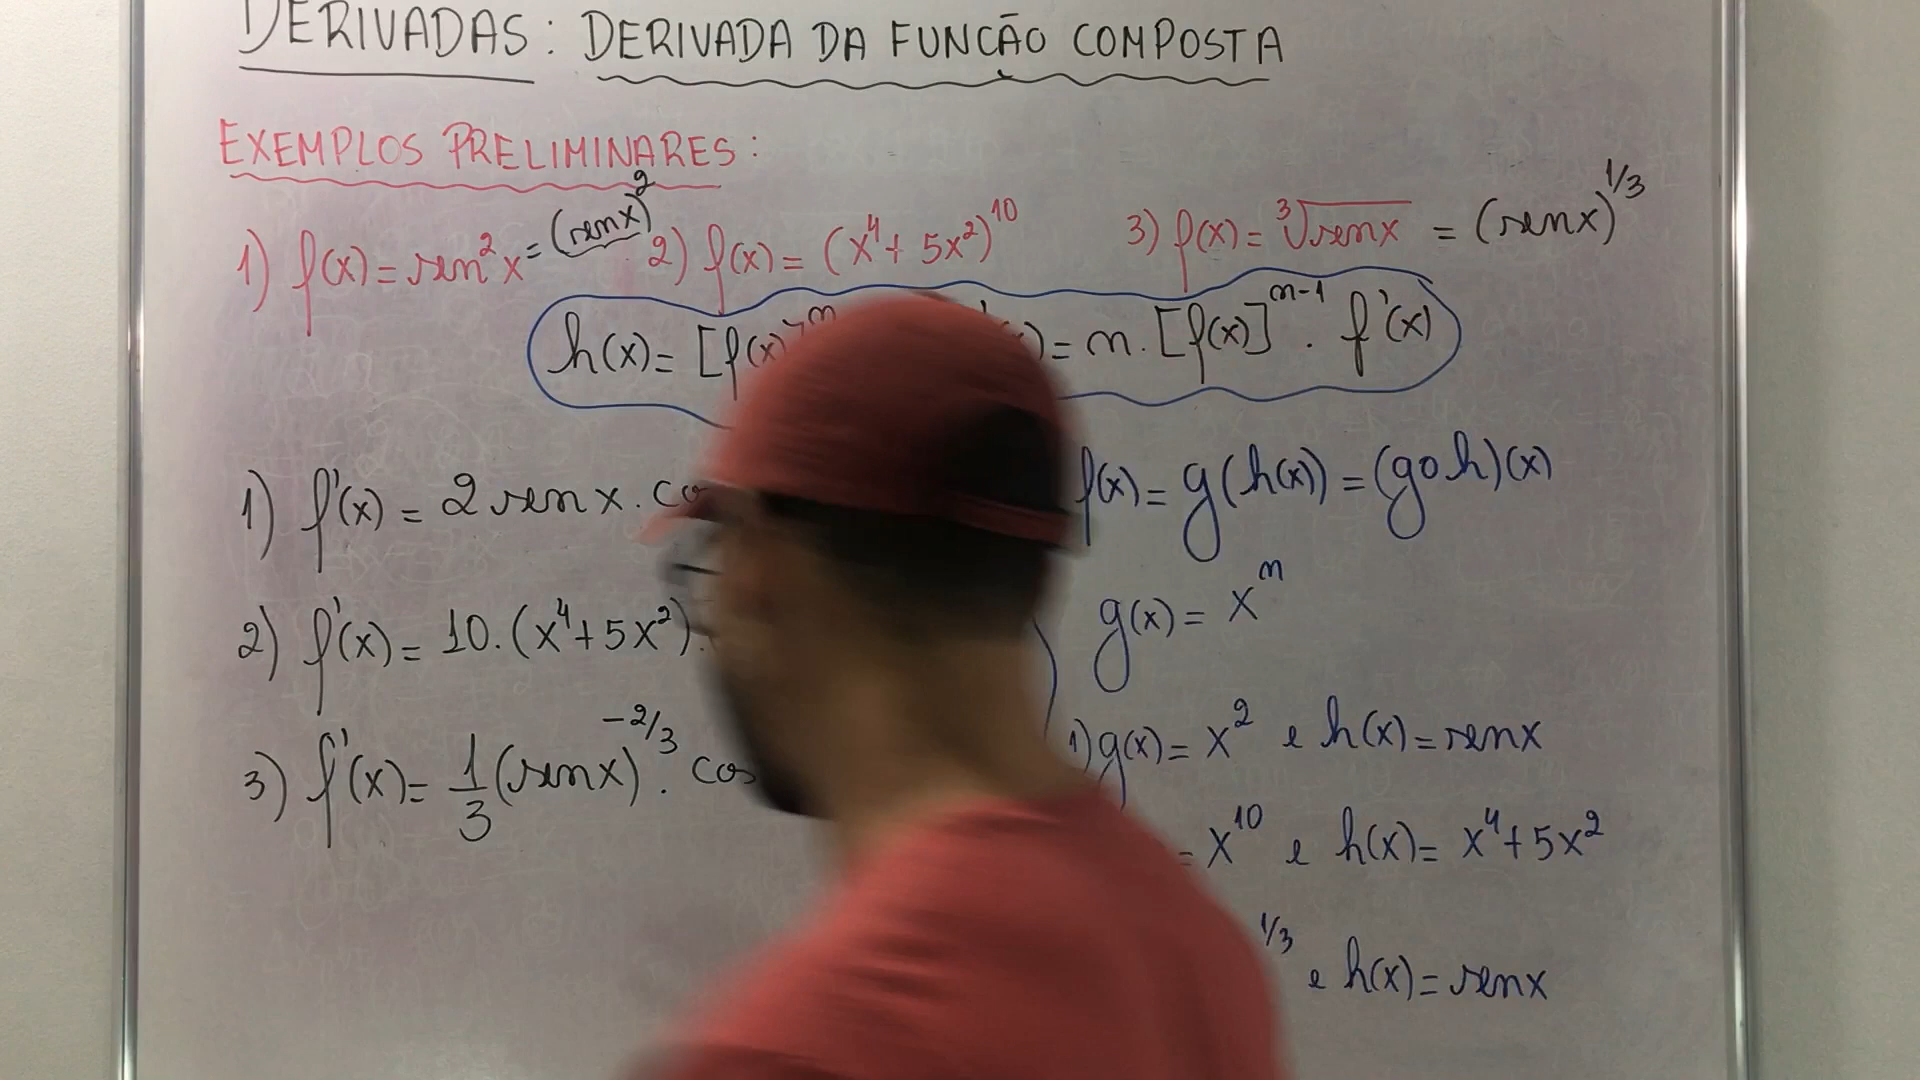 DERIVADAS: DERIVADA DA FUNÇÃO COMPOSTA
EXEMPLOS PRELIMINARES:
1) f(x) = sen²x = (senx)² 2) f(x) = (x⁴ + 5x²)¹⁰ 3) f(x) = ³√senx = (senx)^1/3
h(x) = [f(x) ) = n.[f(x)]^n-1 . f'(x)
1) f'(x) = 2 senx.
f(x) = g(h(x)) = (goh)(x)
g(x) = x^n
2) f'(x) = 10.(x⁴+5x²)
3) f'(x) = 1/3 (senx)^-2/3 . cos
1) g(x) = x² e h(x) = senx
= x¹⁰ e h(x) = x⁴+5x²
1/3 e h(x) = senx